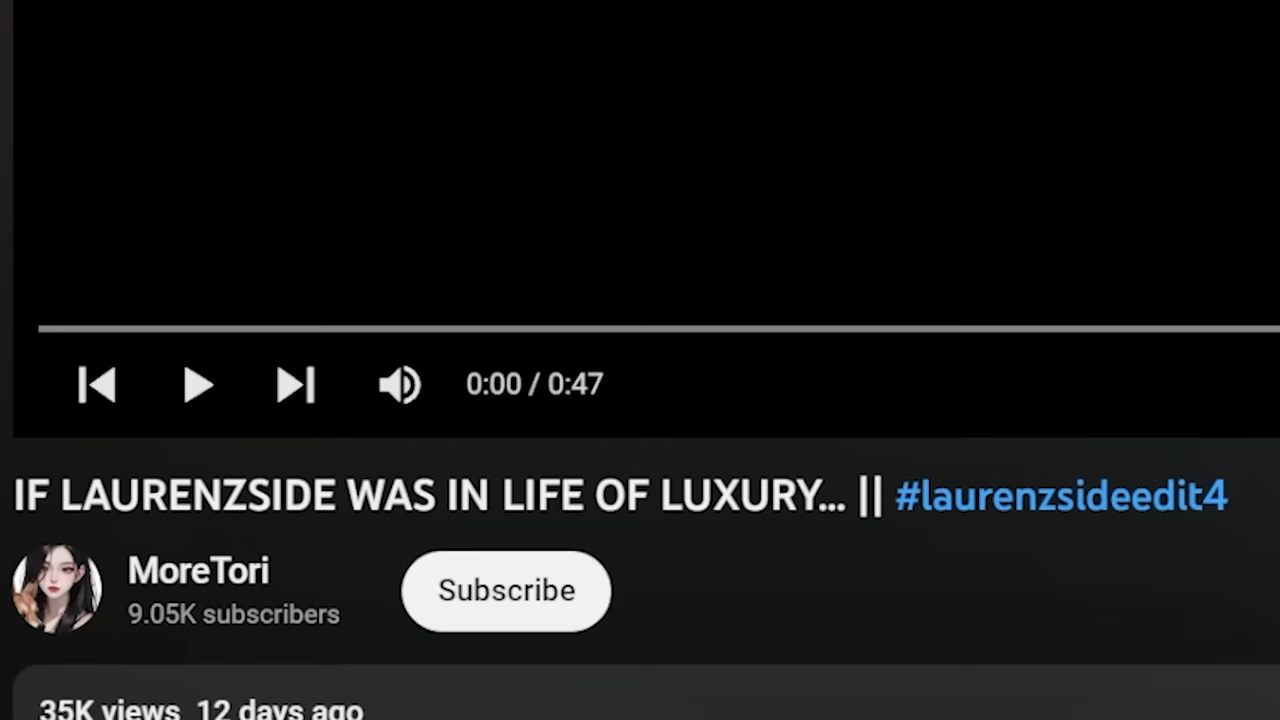 0:00 / 0:47
IF LAURENZSIDE WAS IN LIFE OF LUXURY... || #laurenzsideedit4
MoreTori
9.05K subscribers
Subscribe
35K views 12 days ago